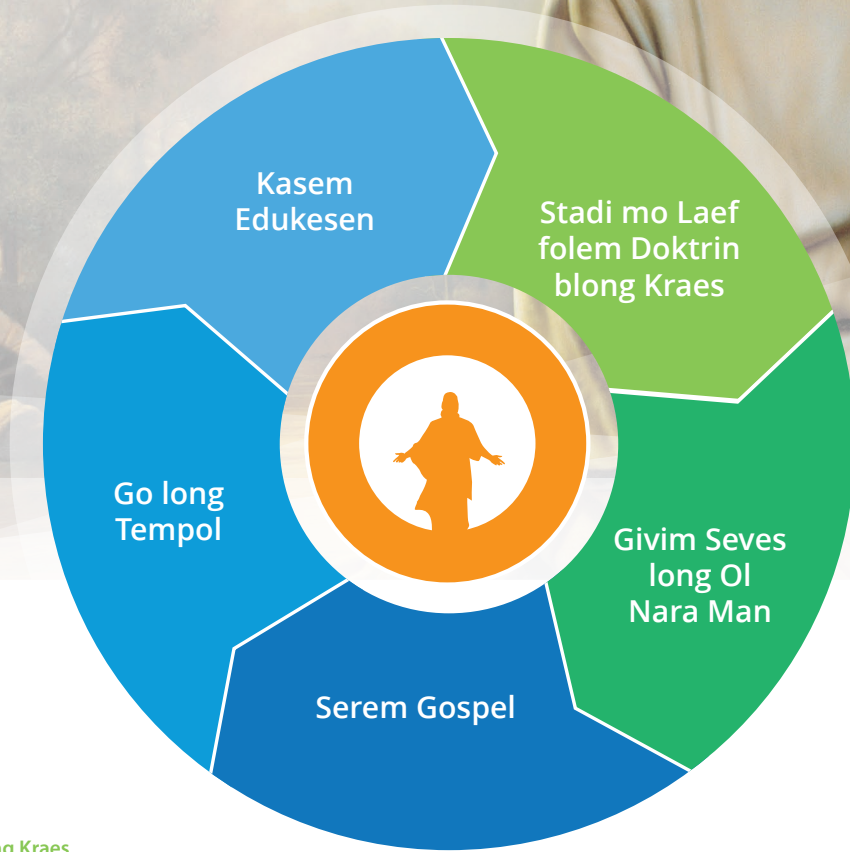 Kasem
Edukesen
Stadi mo Laef
folem Doktrin
blong Kraes
Go long
Tempol
Givim Seves
long Ol
Nara Man
Serem Gospel
Kraes